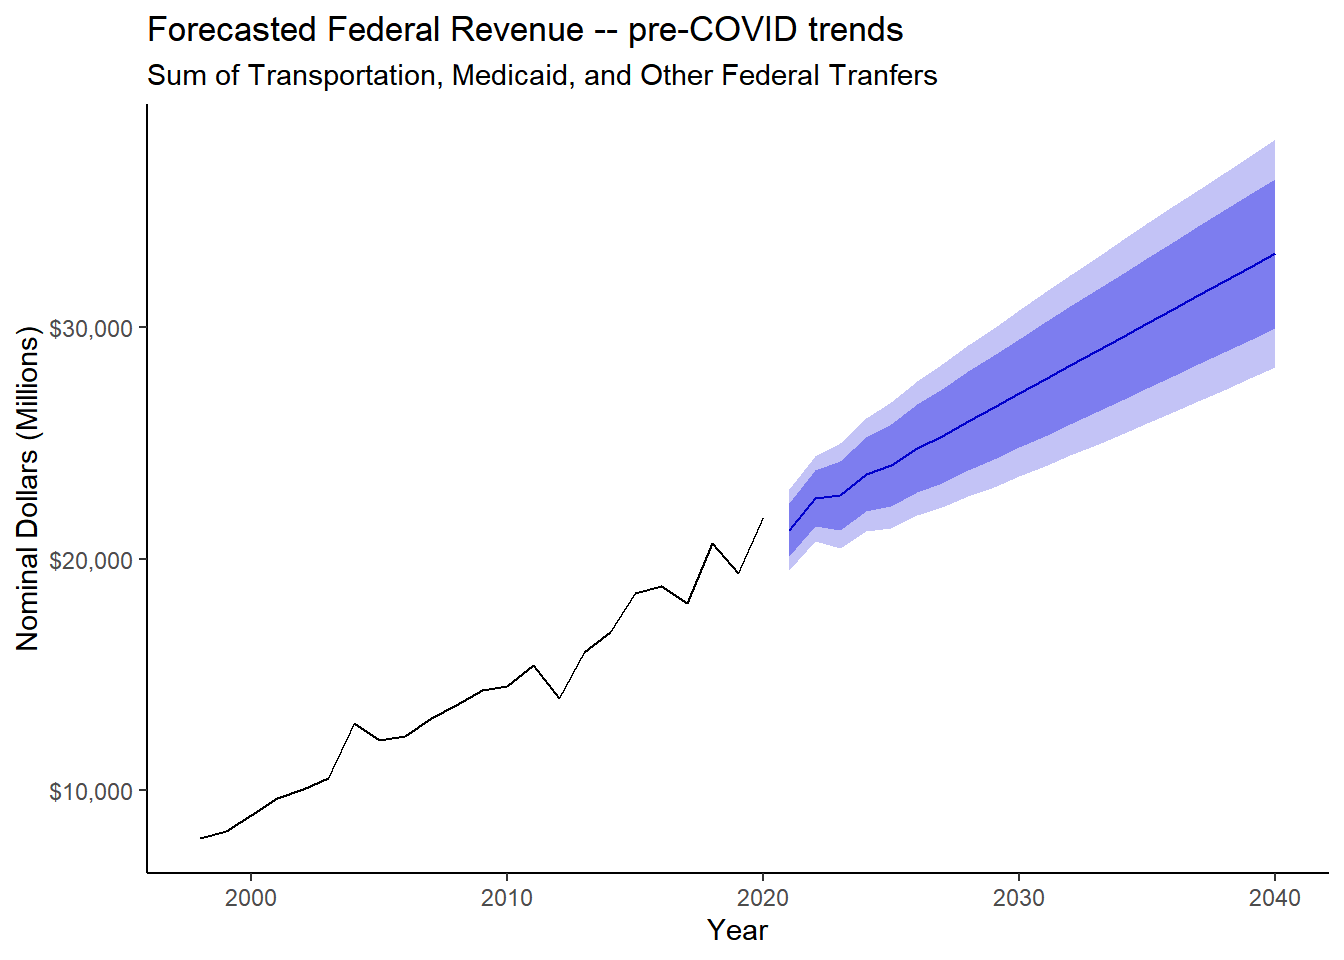 Forecasted Federal Revenue -- pre-COVID trends
Sum of Transportation, Medicaid, and Other Federal Tranfers
Nominal Dollars (Millions)
$30,000
$20,000
$10,000
2000 2010 2020 2030 2040
Year